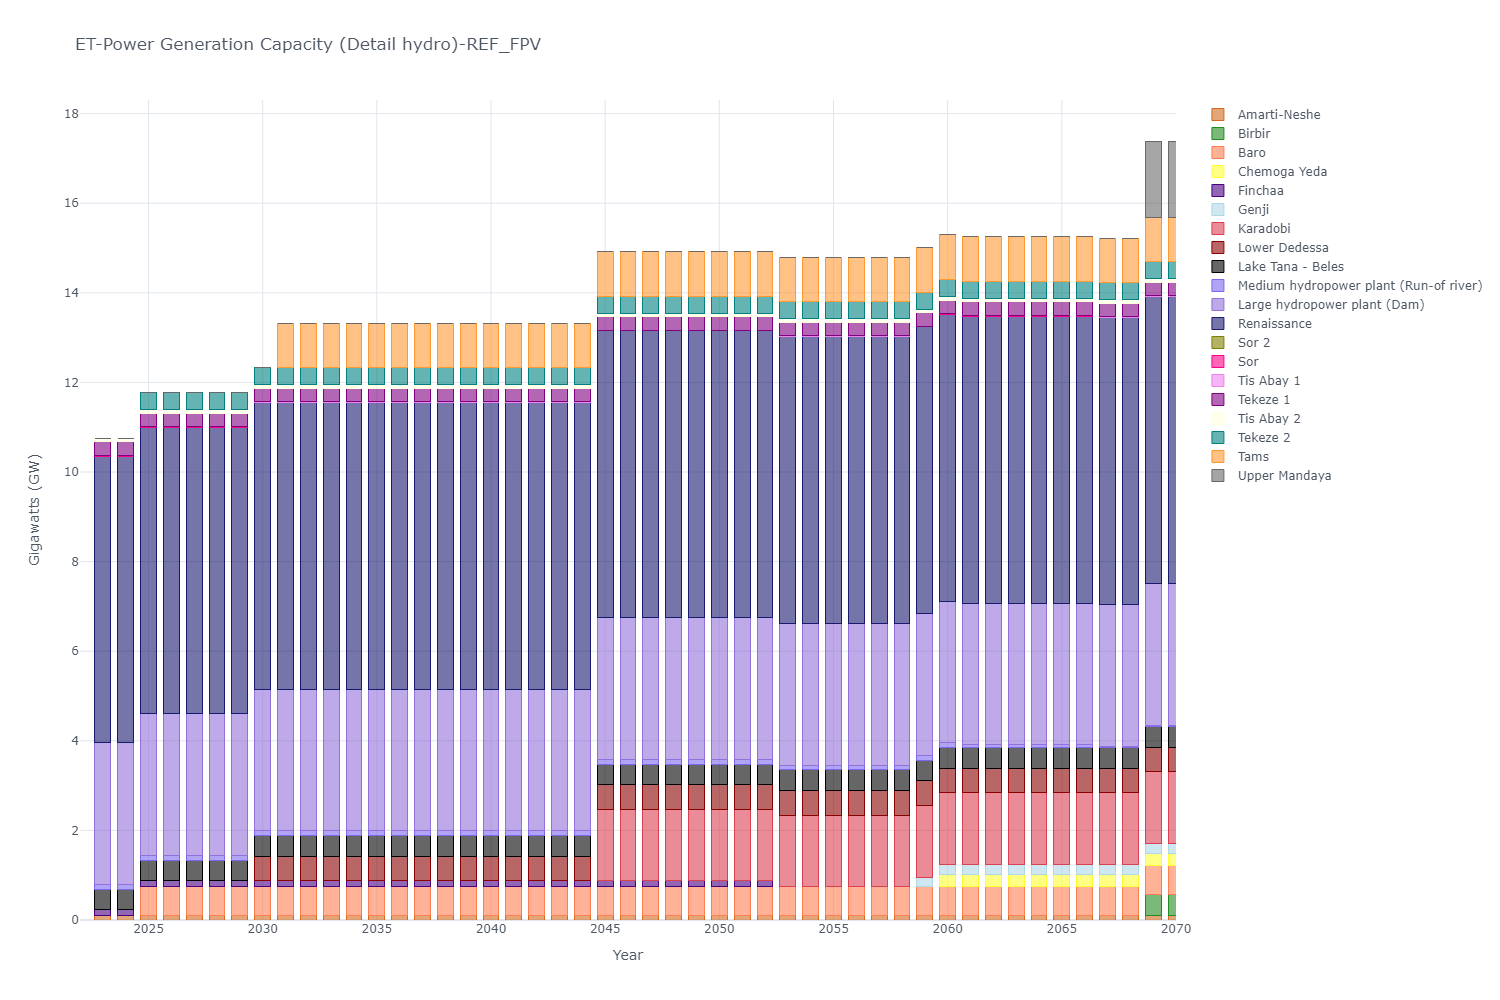 ET-Power Generation Capacity (Detail hydro)-REF_FPV
18
16
14
12
10
8
6
4
2
0
Gigawatts (GW)
2025
2030
2035
2040
2045
2050
2055
2060
2065
2070
Year
Amarti-Neshe
Birbir
Baro
Chemoga Yeda
Finchaa
Genji
Karadobi
Lower Dedessa
Lake Tana - Beles
Medium hydropower plant (Run-of river)
Large hydropower plant (Dam)
Renaissance
Sor 2
Sor
Tis Abay 1
Tekeze 1
Tis Abay 2
Tekeze 2
Tams
Upper Mandaya